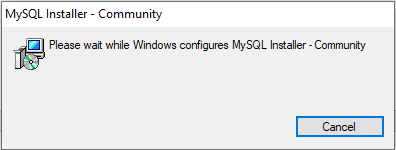 MySQL Installer - Community
Please wait while Windows configures MySQL Installer - Community
Cancel